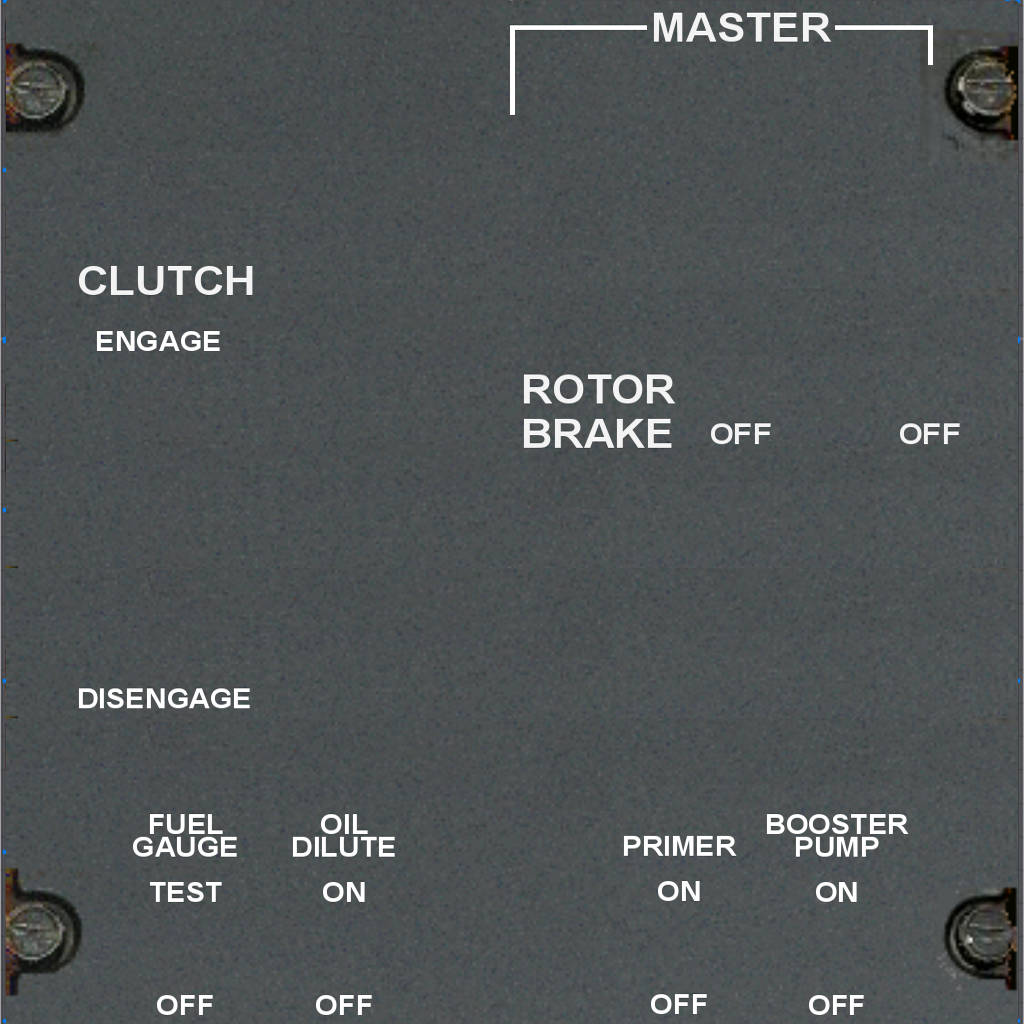 MASTER
CLUTCH
ENGAGE
ROTOR
BRAKE OFF OFF
DISENGAGE
FUEL GAUGE
TEST
OFF
OIL DILUTE
ON
OFF
PRIMER
ON
OFF
BOOSTER PUMP
ON
OFF